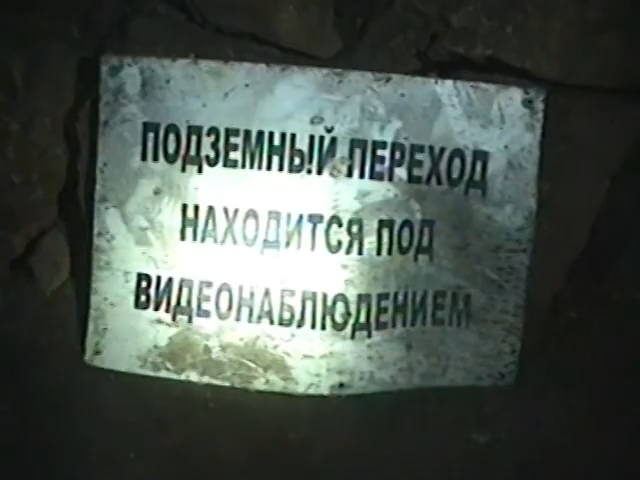 ПОДЗЕМНЫЙ ПЕРЕХОД
НАХОДИТСЯ ПОД
ВИДЕОНАБЛЮДЕНИЕМ